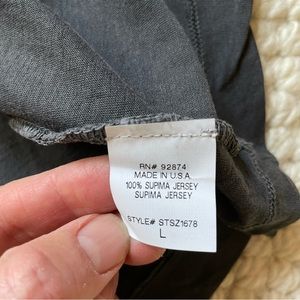 RN# 92874
MADE IN U.S.A.
100% SUPIMA JERSEY
SUPIMA JERSEY
STYLE# STSZ1678
L